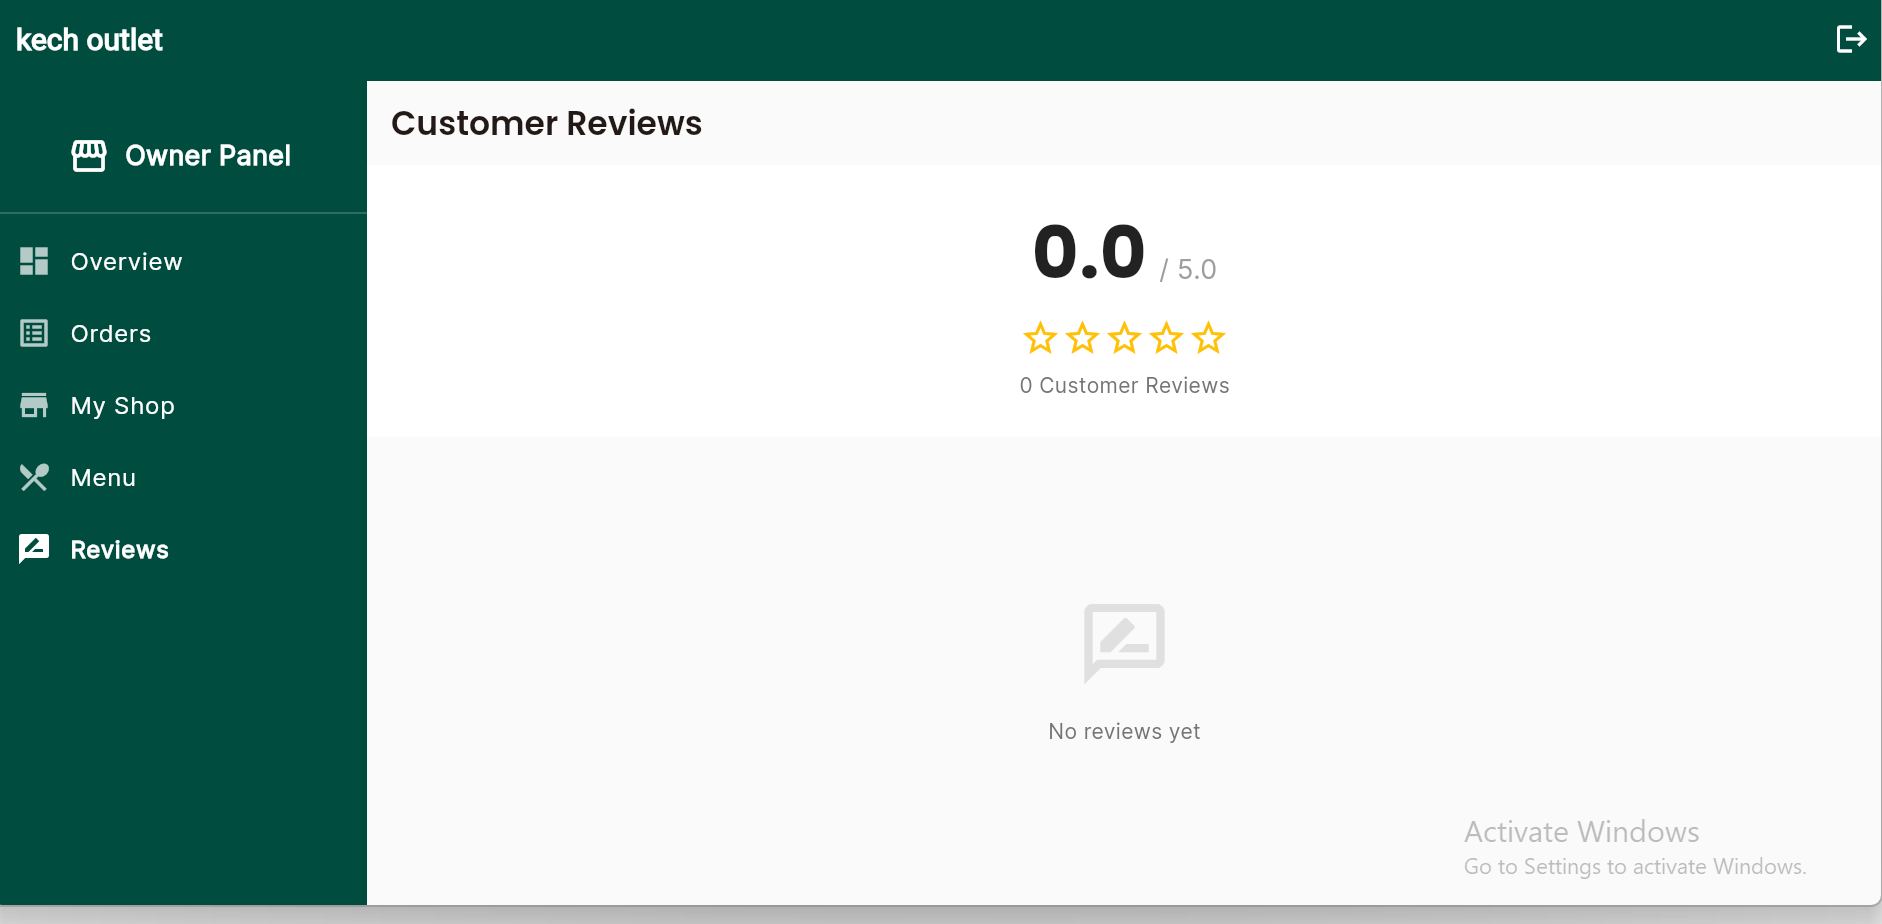 kech outlet
Owner Panel
Overview
Orders
My Shop
Menu
Reviews
Customer Reviews
0.0 / 5.0
0 Customer Reviews
No reviews yet
Activate Windows
Go to Settings to activate Windows.